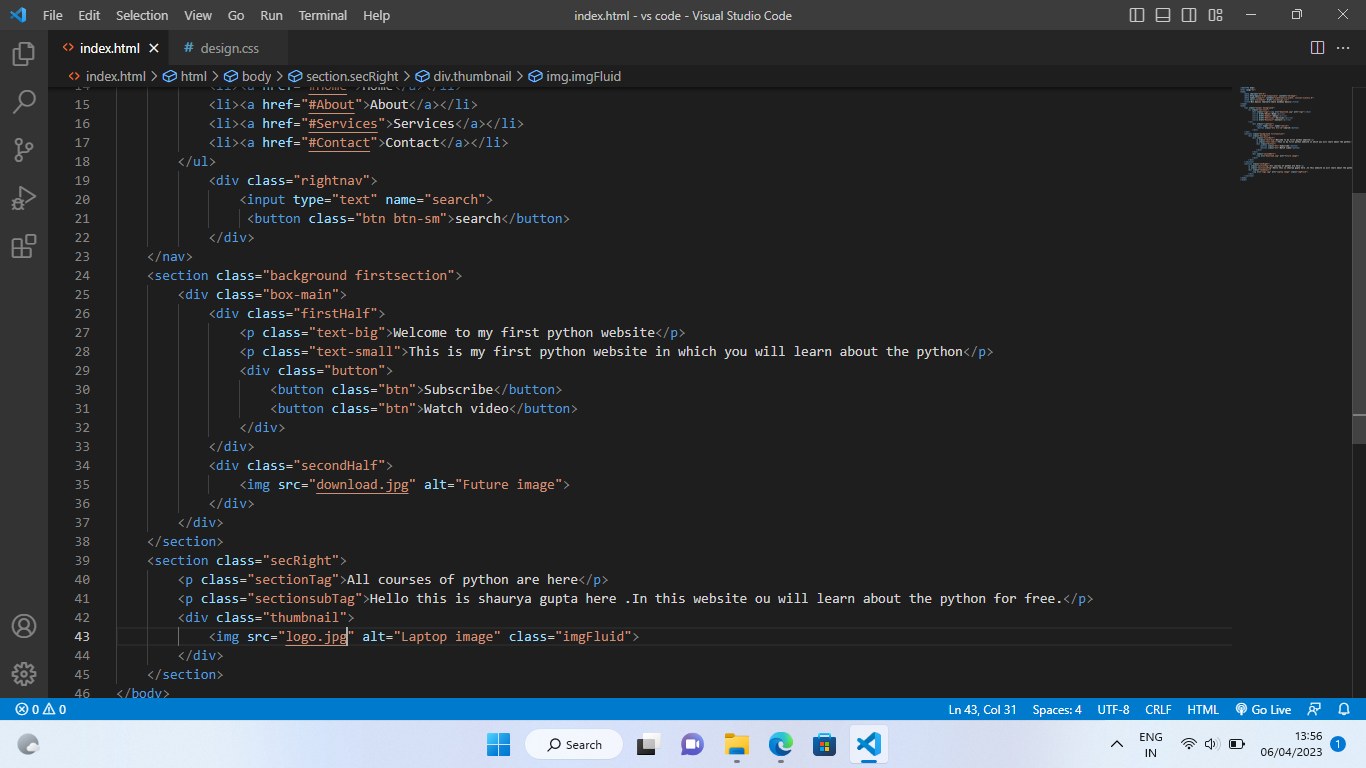 File Edit Selection View Go Run Terminal Help index.html - vs code - Visual Studio Code
index.html # design.css
index.html > html > body > section.secRight > div.thumbnail > img.imgFluid
15 <li><a href="#About">About</a></li>
16 <li><a href="#Services">Services</a></li>
17 <li><a href="#Contact">Contact</a></li>
18 </ul>
19 <div class="rightnav">
20 <input type="text" name="search">
21 <button class="btn btn-sm">search</button>
22 </div>
23 </nav>
24 <section class="background firstsection">
25 <div class="box-main">
26 <div class="firstHalf">
27 <p class="text-big">Welcome to my first python website</p>
28 <p class="text-small">This is my first python website in which you will learn about the python</p>
29 <div class="button">
30 <button class="btn">Subscribe</button>
31 <button class="btn">Watch video</button>
32 </div>
33 </div>
34 <div class="secondHalf">
35 <img src="download.jpg" alt="Future image">
36 </div>
37 </div>
38 </section>
39 <section class="secRight">
40 <p class="sectionTag">All courses of python are here</p>
41 <p class="sectionsubTag">Hello this is shaurya gupta here .In this website ou will learn about the python for free.</p>
42 <div class="thumbnail">
43 <img src="logo.jpg" alt="Laptop image" class="imgFluid">
44 </div>
45 </section>
46 </body>
0 0 Ln 43, Col 31 Spaces: 4 UTF-8 CRLF HTML Go Live
Search
ENG
IN
13:56
06/04/2023
1